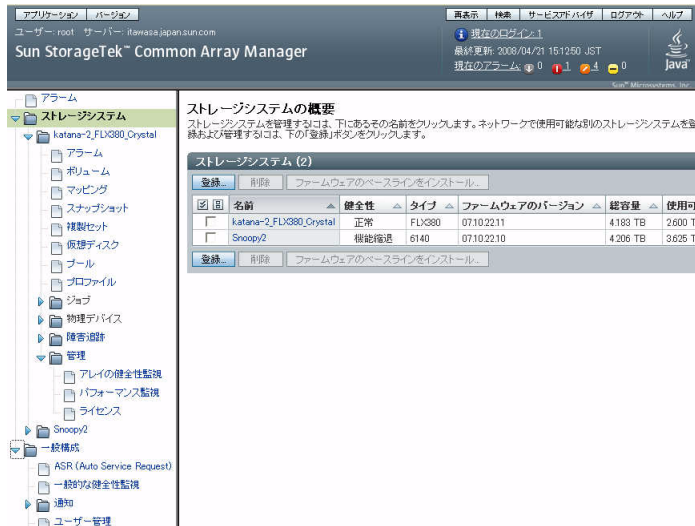 アプリケーション バージョン
再表示 検索 サービスアドバイザ ログアウト ヘルプ
ユーザー: root サーバー: itawasa.japan.sun.com
現在のログイン: 1
Sun StorageTek™ Common Array Manager
最終更新: 2008/04/21 15:12:50 JST
現在のアラーム: 0 1 4 0
Java
Sun™ Microsystems, Inc.
アラーム
ストレージシステム
katana-2_FLX380_Crystal
アラーム
ボリューム
マッピング
スナップショット
複製セット
仮想ディスク
プール
プロファイル
ジョブ
物理デバイス
障害追跡
管理
アレイの健全性監視
パフォーマンス監視
ライセンス
Snoopy2
一般構成
ASR (Auto Service Request)
一般的な健全性監視
通知
ユーザー管理
ストレージシステムの概要
ストレージシステムを管理するには、下にあるその名前をクリックします。ネットワークで使用可能な別のストレージシステムを登
録および管理するには、下の「登録」ボタンをクリックします。
ストレージシステム (2)
登録... 削除 ファームウェアのベースラインをインストール...
名前 健全性 タイプ ファームウェアのバージョン 総容量 使用可
katana-2_FLX380_Crystal 正常 FLX380 07.10.22.11 4.183 TB 2.600 T
Snoopy2 機能縮退 6140 07.10.22.10 4.206 TB 3.625 T
登録... 削除 ファームウェアのベースラインをインストール...